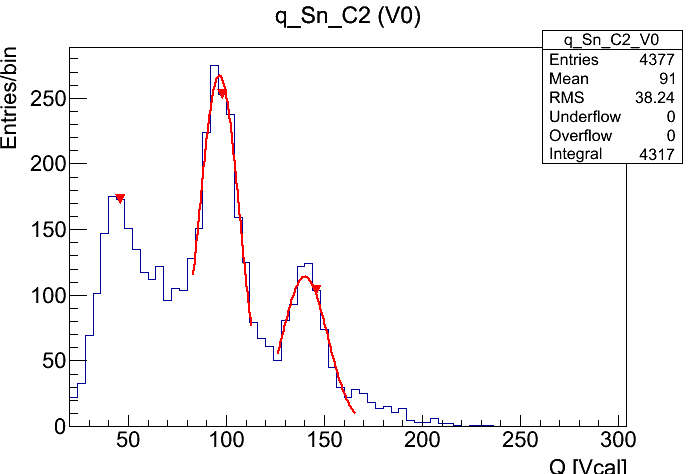 q_Sn_C2 (V0)
q_Sn_C2_V0
Entries 4377
Mean 91
RMS 38.24
Underflow 0
Overflow 0
Integral 4317
Entries/bin
250
200
150
100
50
0
50 100 150 200 250 300
Q [Vcal]